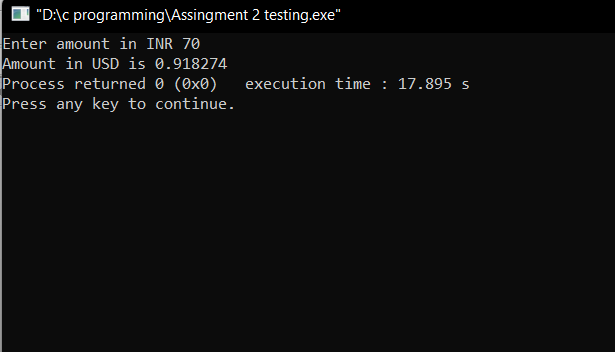 "D:\c programming\Assingment 2 testing.exe"
Enter amount in INR 70
Amount in USD is 0.918274
Process returned 0 (0x0)   execution time : 17.895 s
Press any key to continue.